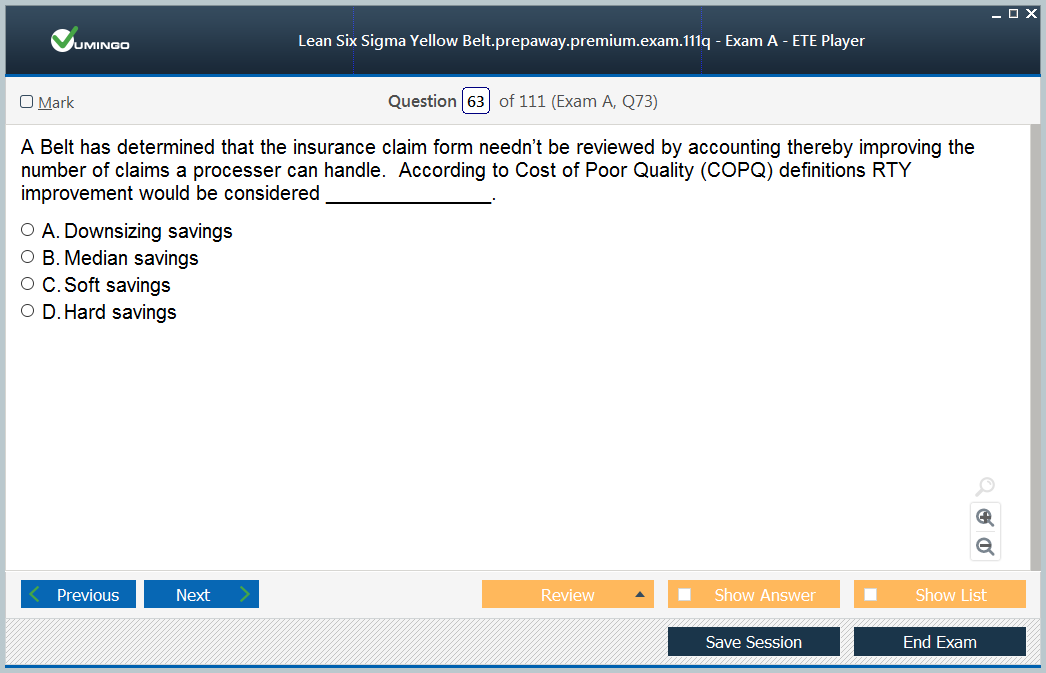 VUMINGO
Lean Six Sigma Yellow Belt.prepaway.premium.exam.111q - Exam A - ETE Player
Mark
Question 63 of 111 (Exam A, Q73)
A Belt has determined that the insurance claim form needn’t be reviewed by accounting thereby improving the
number of claims a processer can handle. According to Cost of Poor Quality (COPQ) definitions RTY
improvement would be considered _______________.
A. Downsizing savings
B. Median savings
C. Soft savings
D. Hard savings
Previous
Next
Review
Show Answer
Show List
Save Session
End Exam